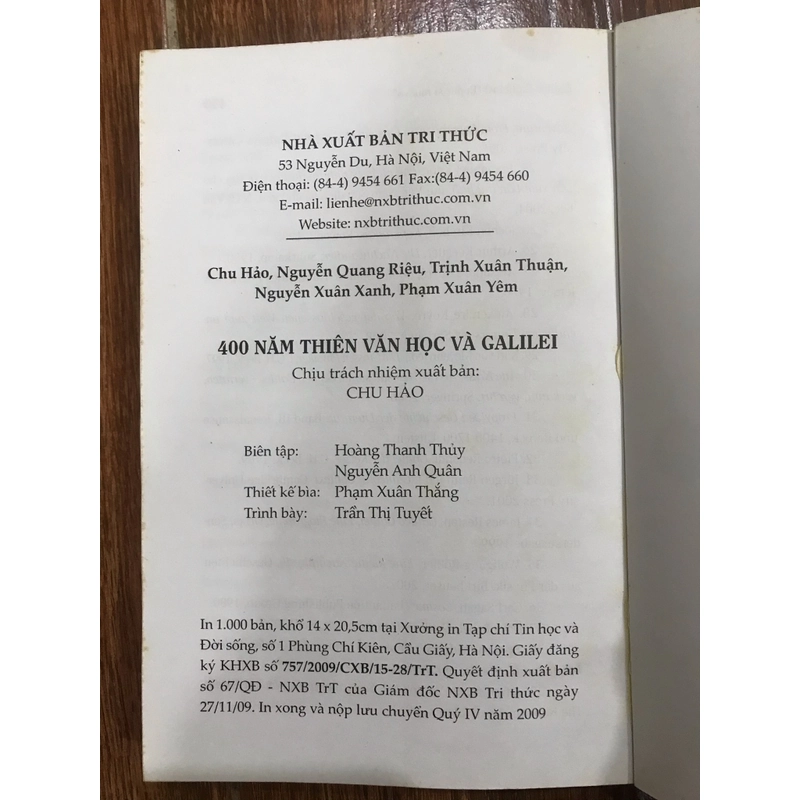 NHÀ XUẤT BẢN TRI THỨC
53 Nguyễn Du, Hà Nội, Việt Nam
Điện thoại: (84-4) 9454 661 Fax:(84-4) 9454 660
E-mail: lienhe@nxbtrithuc.com.vn
Website: nxbtrithuc.com.vn
Chu Hảo, Nguyễn Quang Riệu, Trịnh Xuân Thuận,
Nguyễn Xuân Xanh, Phạm Xuân Yêm
400 NĂM THIÊN VĂN HỌC VÀ GALILEI
Chịu trách nhiệm xuất bản:
CHU HẢO
Biên tập: Hoàng Thanh Thủy
Nguyễn Anh Quân
Thiết kế bìa: Phạm Xuân Thắng
Trình bày: Trần Thị Tuyết
In 1.000 bản, khổ 14 x 20,5cm tại Xưởng in Tạp chí Tin học và
Đời sống, số 1 Phùng Chí Kiên, Cầu Giấy, Hà Nội. Giấy đăng
ký KHXB số 757/2009/CXB/15-28/TrT. Quyết định xuất bản
số 67/QĐ - NXB TrT của Giám đốc NXB Tri thức ngày
27/11/09. In xong và nộp lưu chuyển Quý IV năm 2009